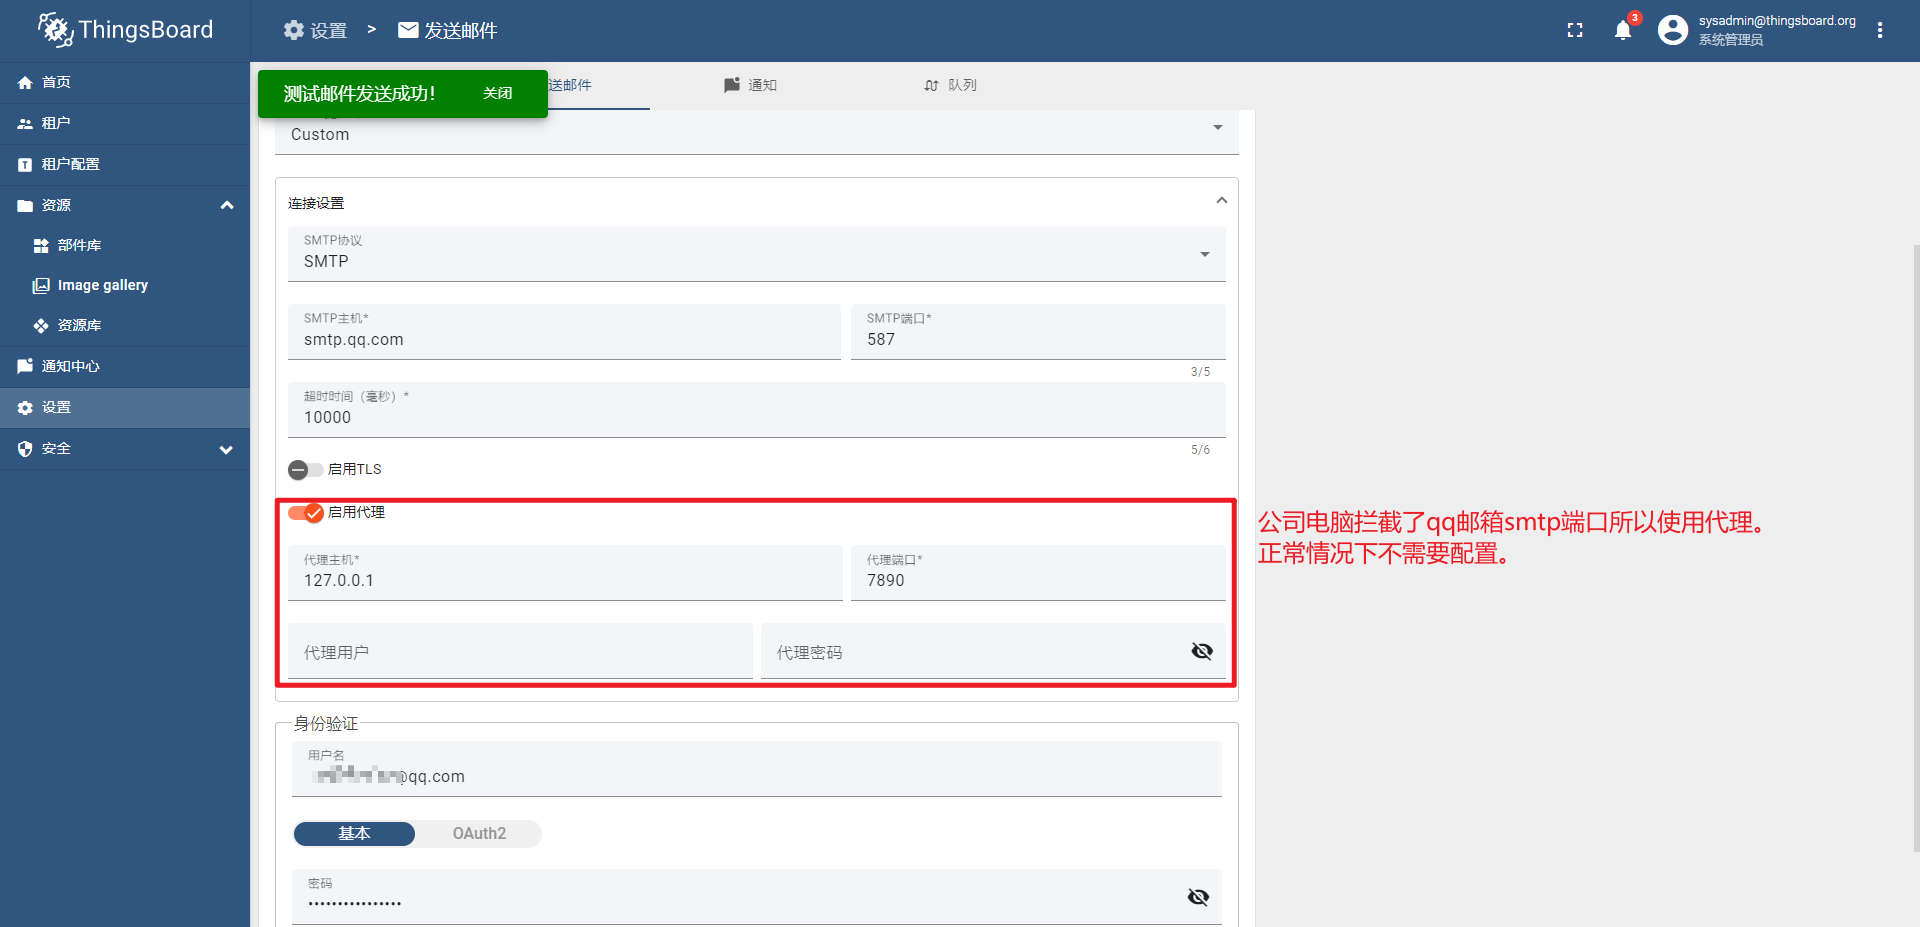 ThingsBoard
设置 > 发送邮件
3
sysadmin@thingsboard.org
系统管理员
首页
租户
租户配置
资源
部件库
Image gallery
资源库
通知中心
设置
安全
测试邮件发送成功！ 关闭
送邮件
通知
队列
Custom
连接设置
SMTP协议
SMTP
SMTP主机*
smtp.qq.com
SMTP端口*
587
3/5
超时时间（毫秒）*
10000
5/6
启用TLS
启用代理
代理主机*
127.0.0.1
代理端口*
7890
代理用户
代理密码
公司电脑拦截了qq邮箱smtp端口所以使用代理。
正常情况下不需要配置。
身份验证
用户名
@qq.com
基本
OAuth2
密码
••••••••••••••••